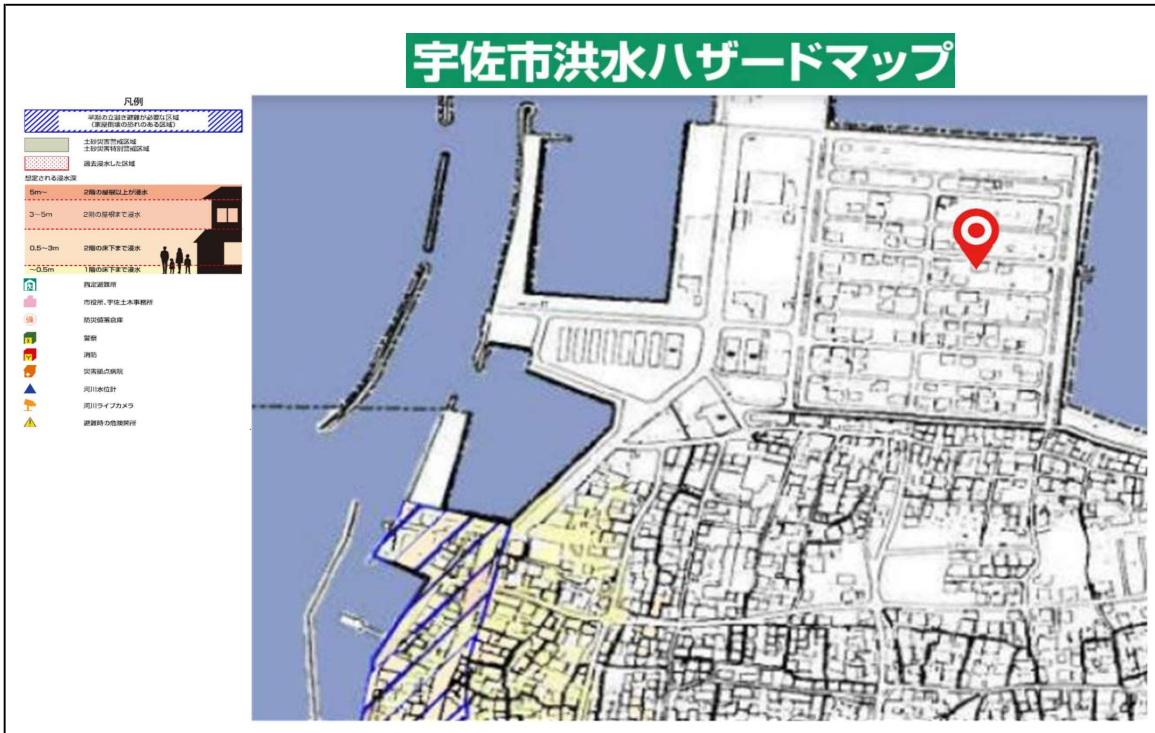 宇佐市洪水ハザードマップ
凡例
早期の立退き避難が必要な区域
(家屋倒壊の恐れのある区域)
土砂災害警戒区域
土砂災害特別警戒区域
過去浸水した区域
想定される浸水深
5m～ 2階の屋根以上が浸水
3～5m 2階の屋根まで浸水
0.5～3m 2階の床下まで浸水
～0.5m 1階の床下まで浸水
指定避難所
市役所、宇佐土木事務所
防災備蓄倉庫
警察
消防
災害拠点病院
河川水位計
河川ライブカメラ
避難時の危険箇所